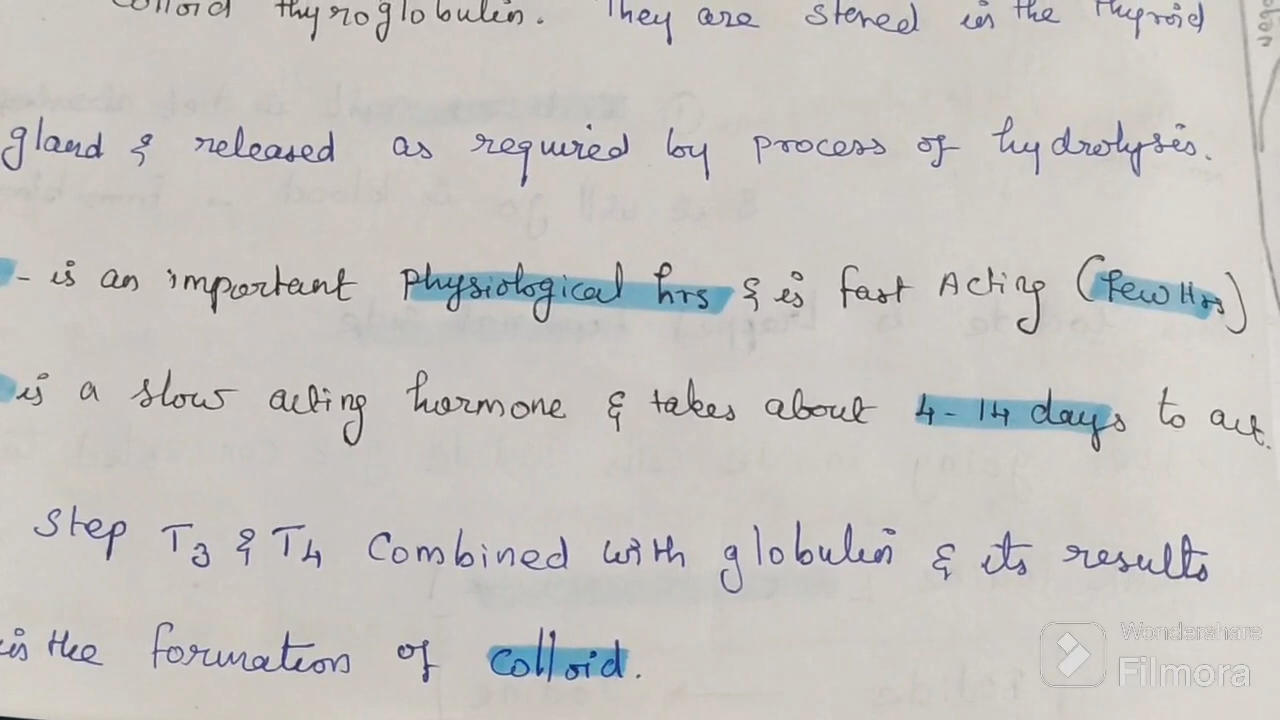 colloid thyroglobulin. They are stored in the thyroid
gland & released as required by process of hydrolysis.
- is an important physiological hrs & is fast Acting (Few Hrs)
is a slow acting hormone & takes about 4-14 days to act.
Step T3 & T4 Combined with globulin & its results
is the formation of colloid.
Wondershare
Filmora